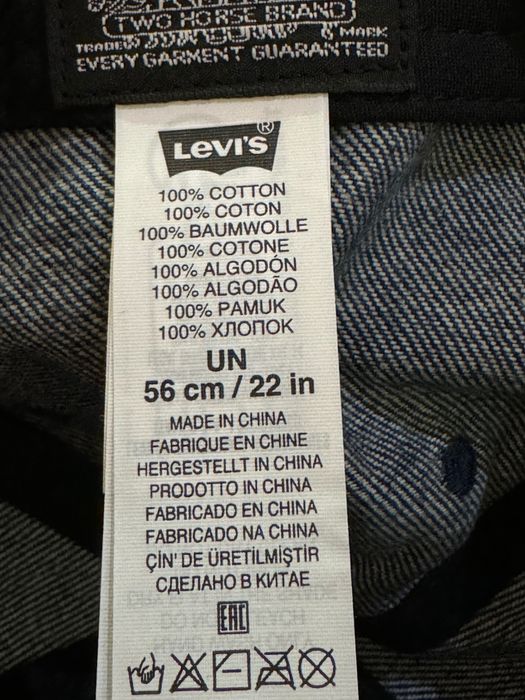 TWO HORSE BRAND
TRADE MARK
EVERY GARMENT GUARANTEED
Levi's®
100% COTTON
100% COTON
100% BAUMWOLLE
100% COTONE
100% ALGODÓN
100% ALGODÃO
100% PAMUK
100% ХЛОПОК
UN
56 cm / 22 in
MADE IN CHINA
FABRIQUE EN CHINE
HERGESTELLT IN CHINA
PRODOTTO IN CHINA
FABRICADO EN CHINA
FABRICADO NA CHINA
ÇİN' DE ÜRETİLMİŞTİR
СДЕЛАНО В КИТАЕ
EAC